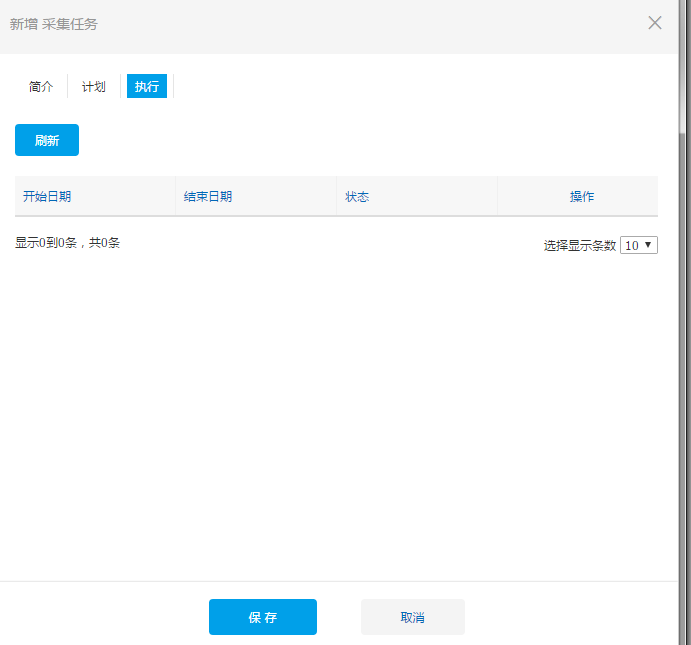 新增 采集任务
简介 计划 执行
刷新
开始日期 结束日期 状态 操作
显示0到0条，共0条 选择显示条数 10
保 存 取消